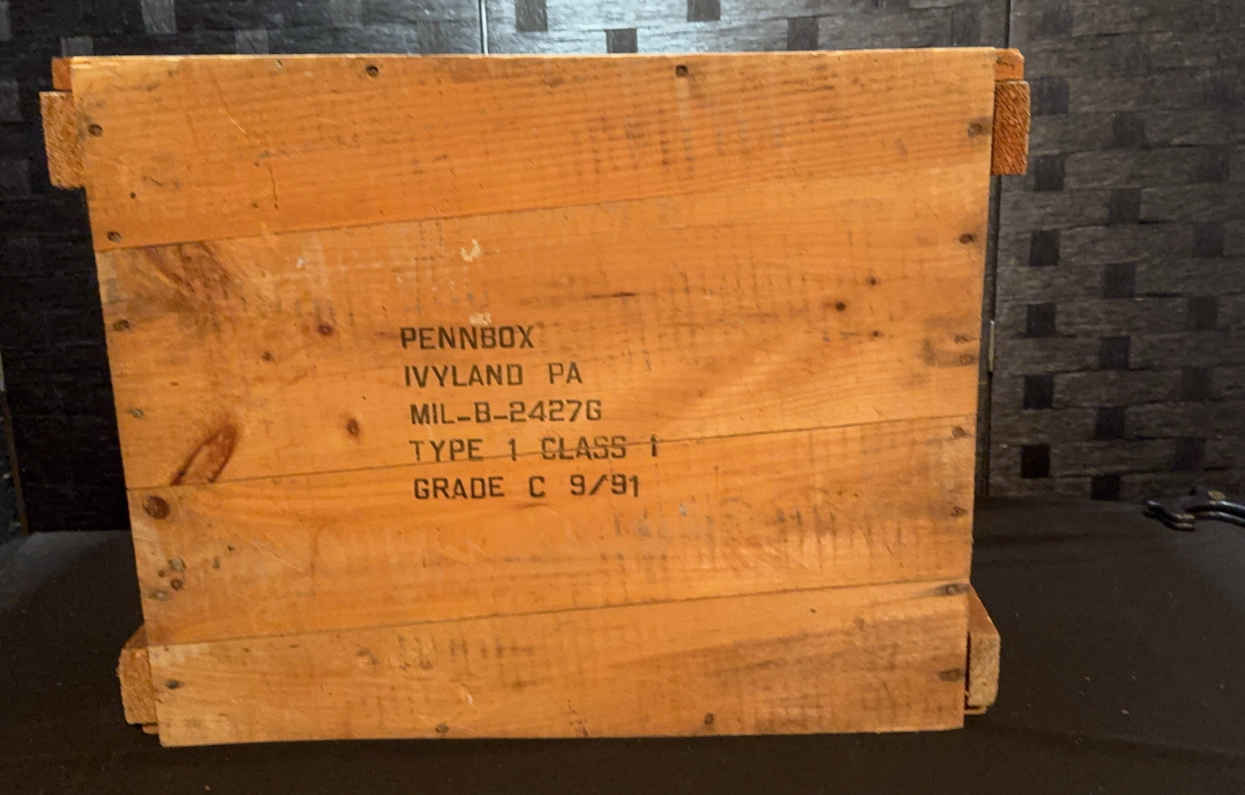 PENNBOX
IVYLAND PA
MIL-B-2427G
TYPE 1 CLASS 1
GRADE C 9/91